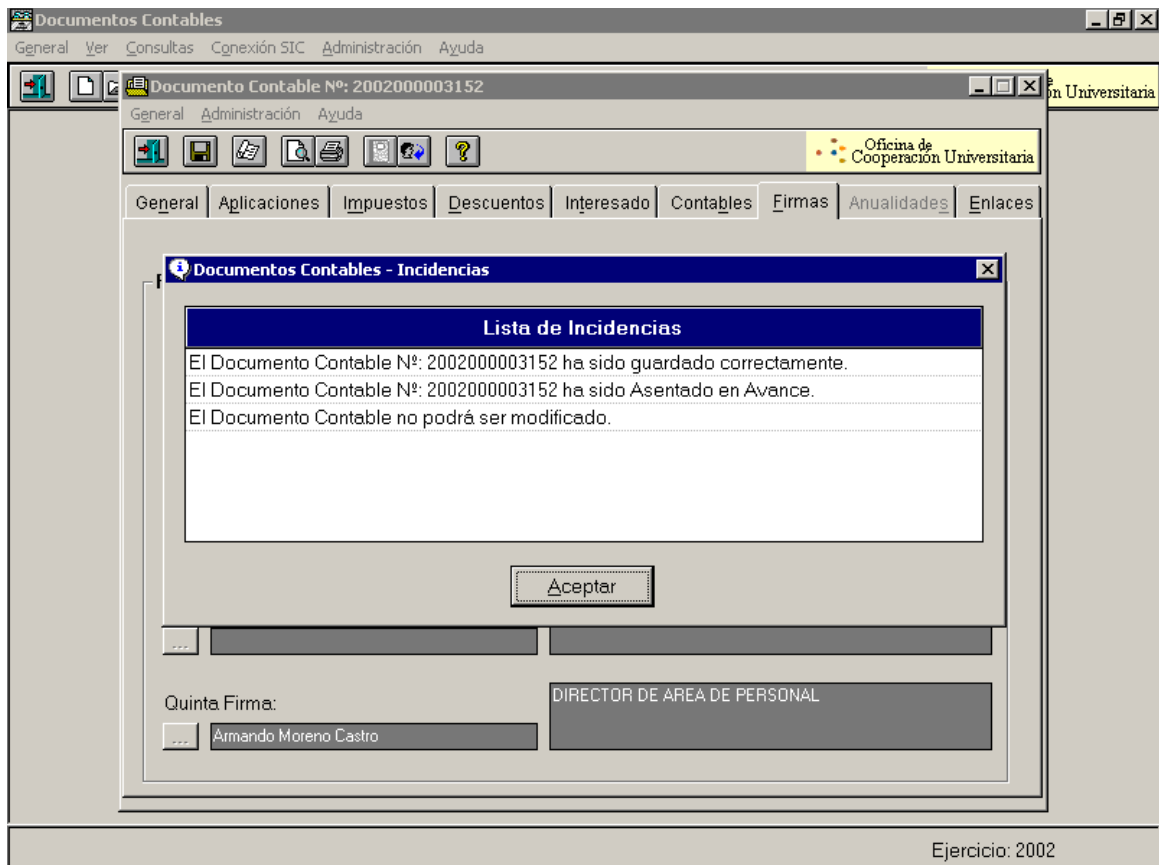 Documentos Contables
General Ver Consultas Conexión SIC Administración Ayuda
ón Universitaria
Documento Contable Nº: 2002000003152
General Administración Ayuda
Oficina de
Cooperación Universitaria
General Aplicaciones Impuestos Descuentos Interesado Contables Firmas Anualidades Enlaces
Documentos Contables - Incidencias
Lista de Incidencias
El Documento Contable Nº: 2002000003152 ha sido guardado correctamente.
El Documento Contable Nº: 2002000003152 ha sido Asentado en Avance.
El Documento Contable no podrá ser modificado.
Aceptar
...
Quinta Firma:
DIRECTOR DE AREA DE PERSONAL
... Armando Moreno Castro
Ejercicio: 2002